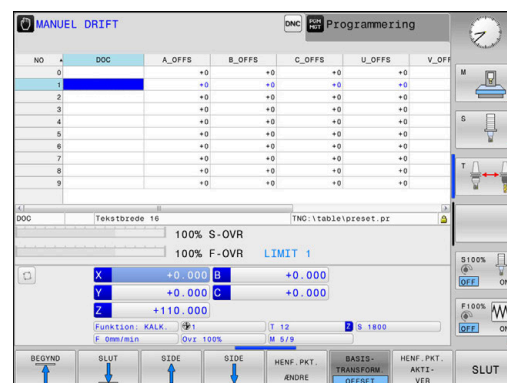 MANUEL DRIFT
DNC Programmering
NO DOC A_OFFS B_OFFS C_OFFS U_OFFS V_OFF
0 +0 +0 +0 +0
1 +0 +0 +0 +0
2 +0 +0 +0 +0
3 +0 +0 +0 +0
4 +0 +0 +0 +0
5 +0 +0 +0 +0
6 +0 +0 +0 +0
7 +0 +0 +0 +0
8 +0 +0 +0 +0
9 +0 +0 +0 +0
DOC Tekstbrede 16 TNC:\table\preset.pr
100% S-OVR
100% F-OVR LIMIT 1
X +0.000 B +0.000
Y +0.000 C +0.000
Z +110.000
Funktion: KALK. 1 T 12 Z S 1800
F 0mm/min Ovr 100% M 5/9
M
S
T
S100%
OFF ON
F100%
OFF ON
BEGYND SLUT SIDE SIDE HENF.PKT. ÆNDRE BASIS- TRANSFORM. OFFSET HENF.PKT. AKTI- VER SLUT